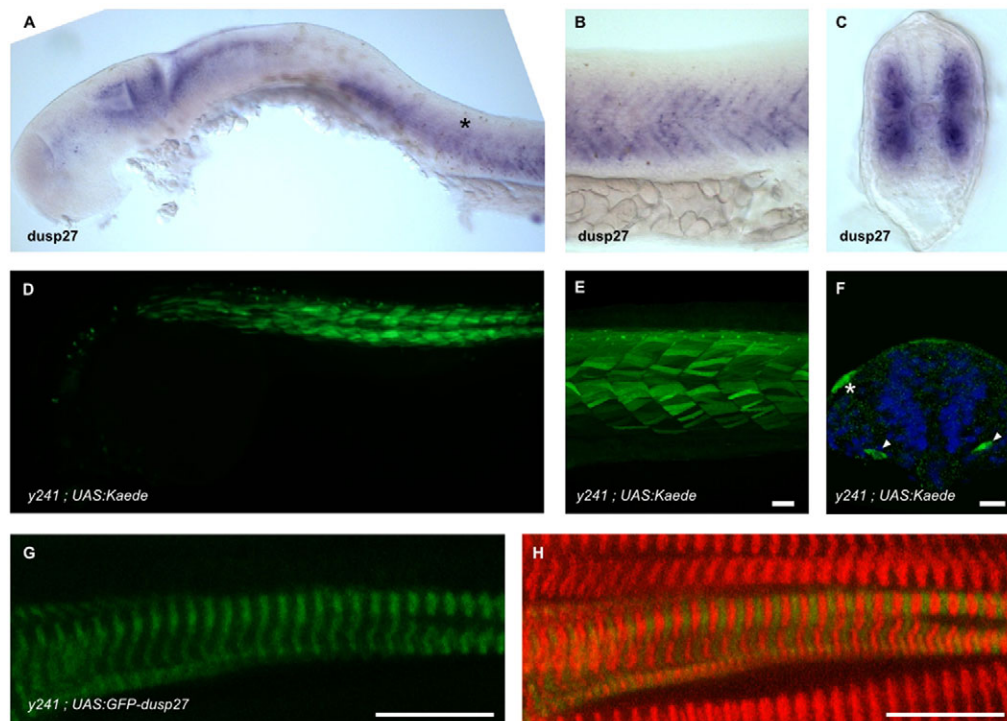 A
B
C
*
dusp27
dusp27
dusp27
D
E
F
*
y241 ; UAS:Kaede
y241 ; UAS:Kaede
y241 ; UAS:Kaede
G
H
y241 ; UAS:GFP-dusp27